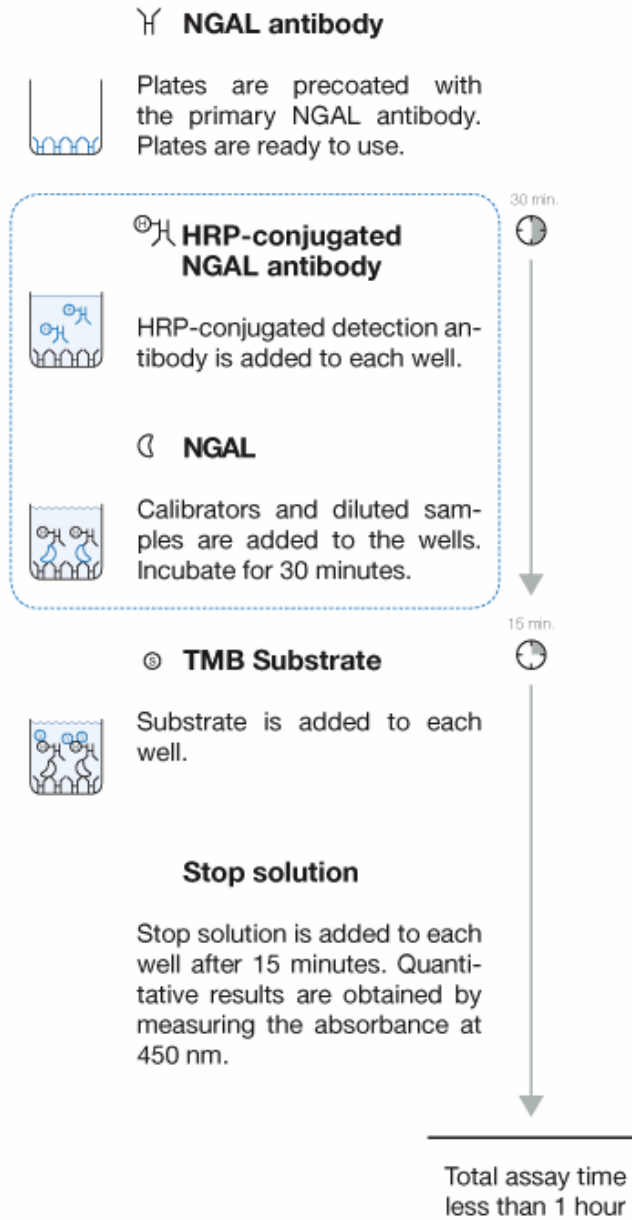 NGAL antibody
Plates are precoated with
the primary NGAL antibody.
Plates are ready to use.
30 min.
H HRP-conjugated
NGAL antibody
HRP-conjugated detection an-
tibody is added to each well.
NGAL
Calibrators and diluted sam-
ples are added to the wells.
Incubate for 30 minutes.
15 min.
S TMB Substrate
Substrate is added to each
well.
Stop solution
Stop solution is added to each
well after 15 minutes. Quanti-
tative results are obtained by
measuring the absorbance at
450 nm.
Total assay time
less than 1 hour